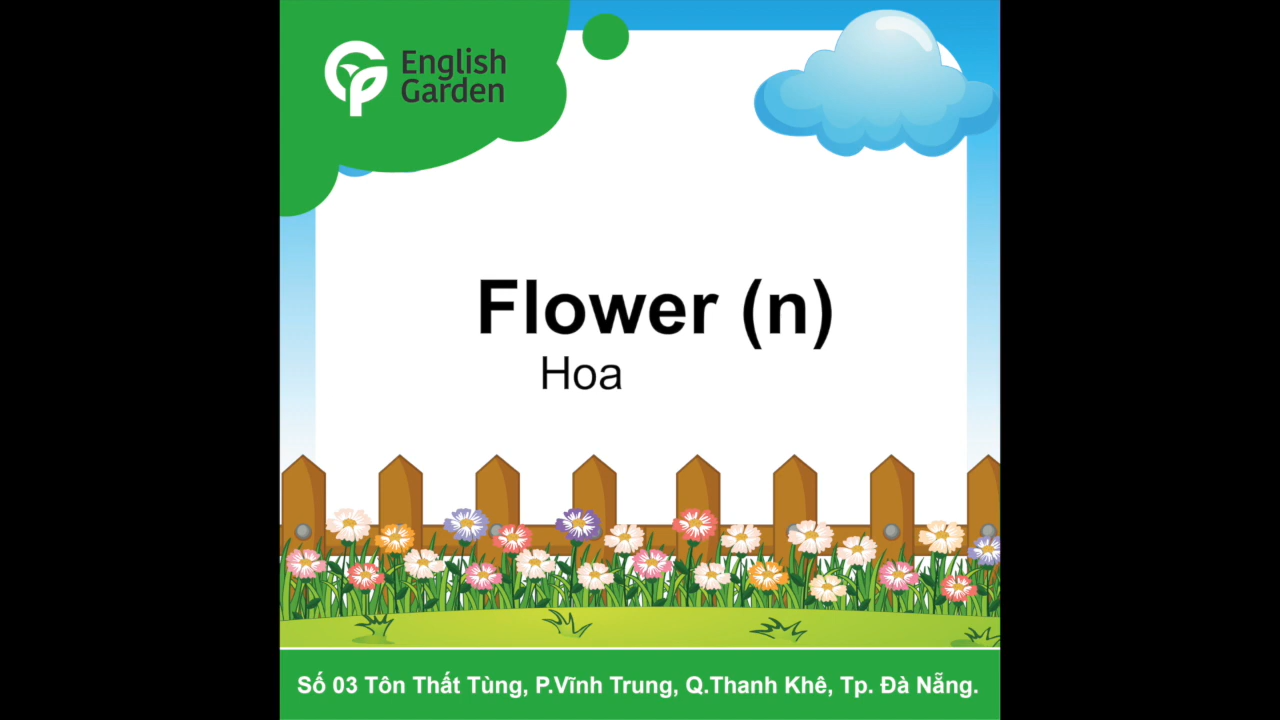 English
Garden
Flower (n)
Hoa
Số 03 Tôn Thất Tùng, P.Vĩnh Trung, Q.Thanh Khê, Tp. Đà Nẵng.